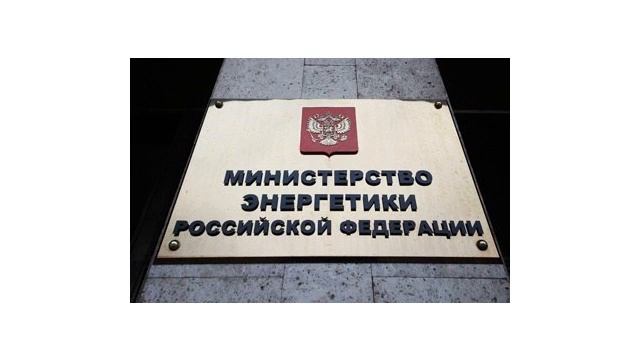 МИНИСТЕРСТВО
ЭНЕРГЕТИКИ
РОССИЙСКОЙ ФЕДЕРАЦИИ